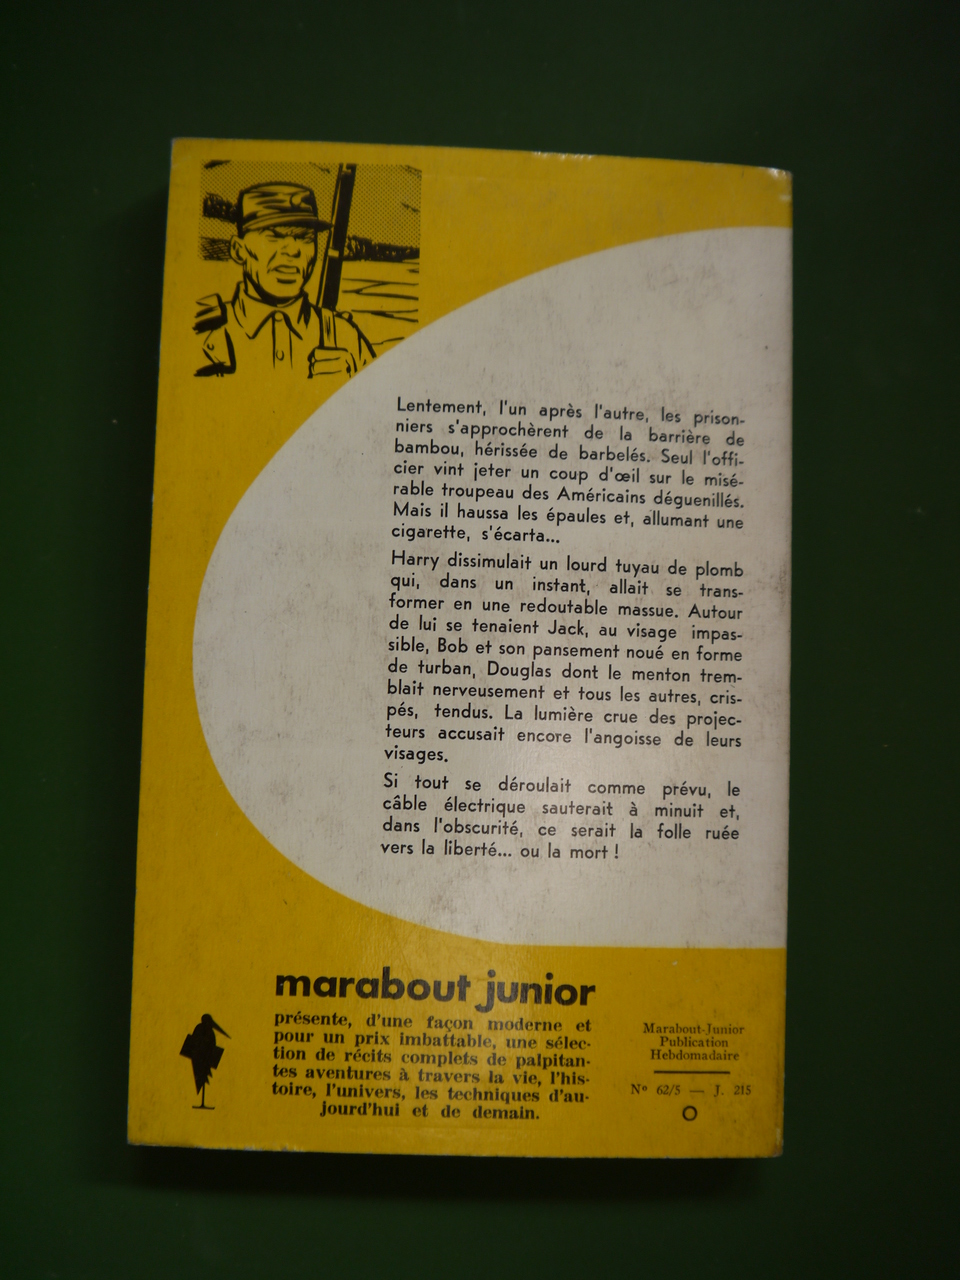 Lentement, l'un après l'autre, les prison-
niers s'approchèrent de la barrière de
bambou, hérissée de barbelés. Seul l'offi-
cier vint jeter un coup d'œil sur le misé-
rable troupeau des Américains déguenillés.
Mais il haussa les épaules et, allumant une
cigarette, s'écarta...
Harry dissimulait un lourd tuyau de plomb
qui, dans un instant, allait se trans-
former en une redoutable massue. Autour
de lui se tenaient Jack, au visage impas-
sible, Bob et son pansement noué en forme
de turban, Douglas dont le menton trem-
blait nerveusement et tous les autres, cris-
pés, tendus. La lumière crue des projec-
teurs accusait encore l'angoisse de leurs
visages.
Si tout se déroulait comme prévu, le
câble électrique sauterait à minuit et,
dans l'obscurité, ce serait la folle ruée
vers la liberté... ou la mort !
marabout junior
présente, d'une façon moderne et
pour un prix imbattable, une sélec-
tion de récits complets de palpitan-
tes aventures à travers la vie, l'his-
toire, l'univers, les techniques d'au-
jourd'hui et de demain.
Marabout-Junior
Publication
Hebdomadaire
Nº 62/5 — J. 215